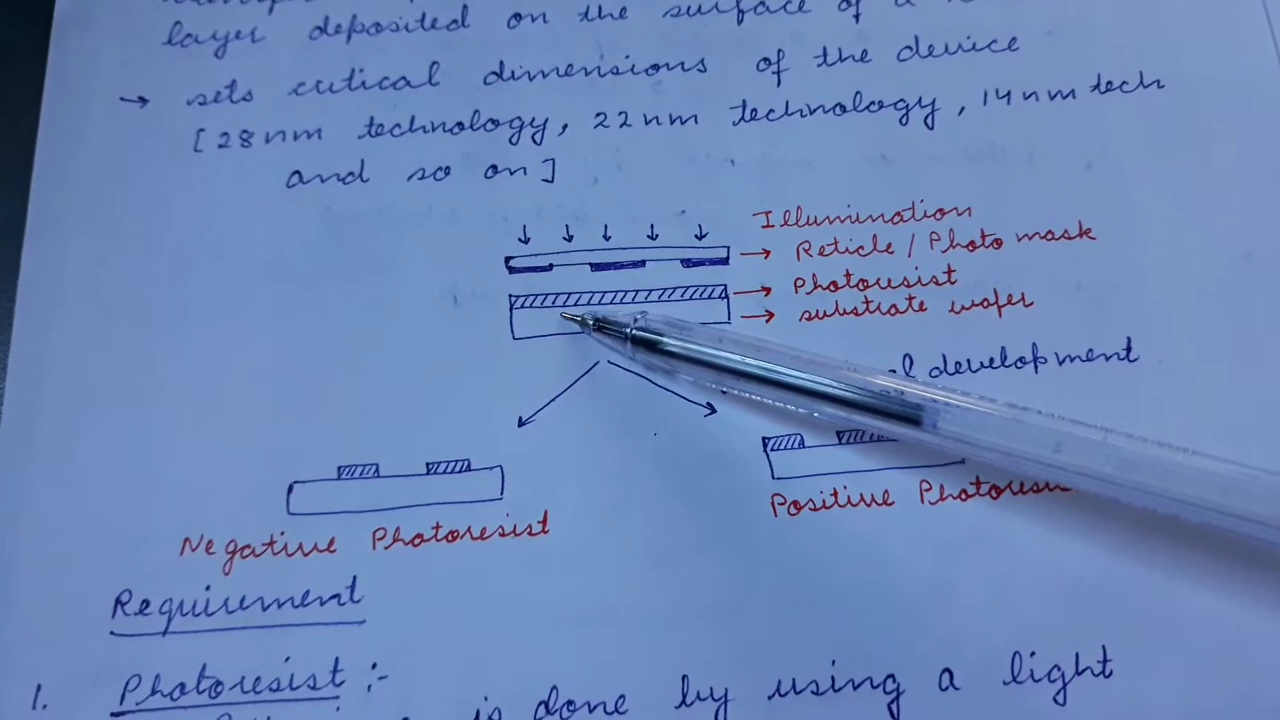 layer deposited on the surface of a
→ sets critical dimensions of the device
[28nm technology, 22nm technology, 14nm tech
and so on]
Illumination
→ Reticle / Photo mask
→ Photoresist
→ substrate wafer
development
Negative Photoresist
Positive
Requirement
1. Photoresist :-
is done by using a light